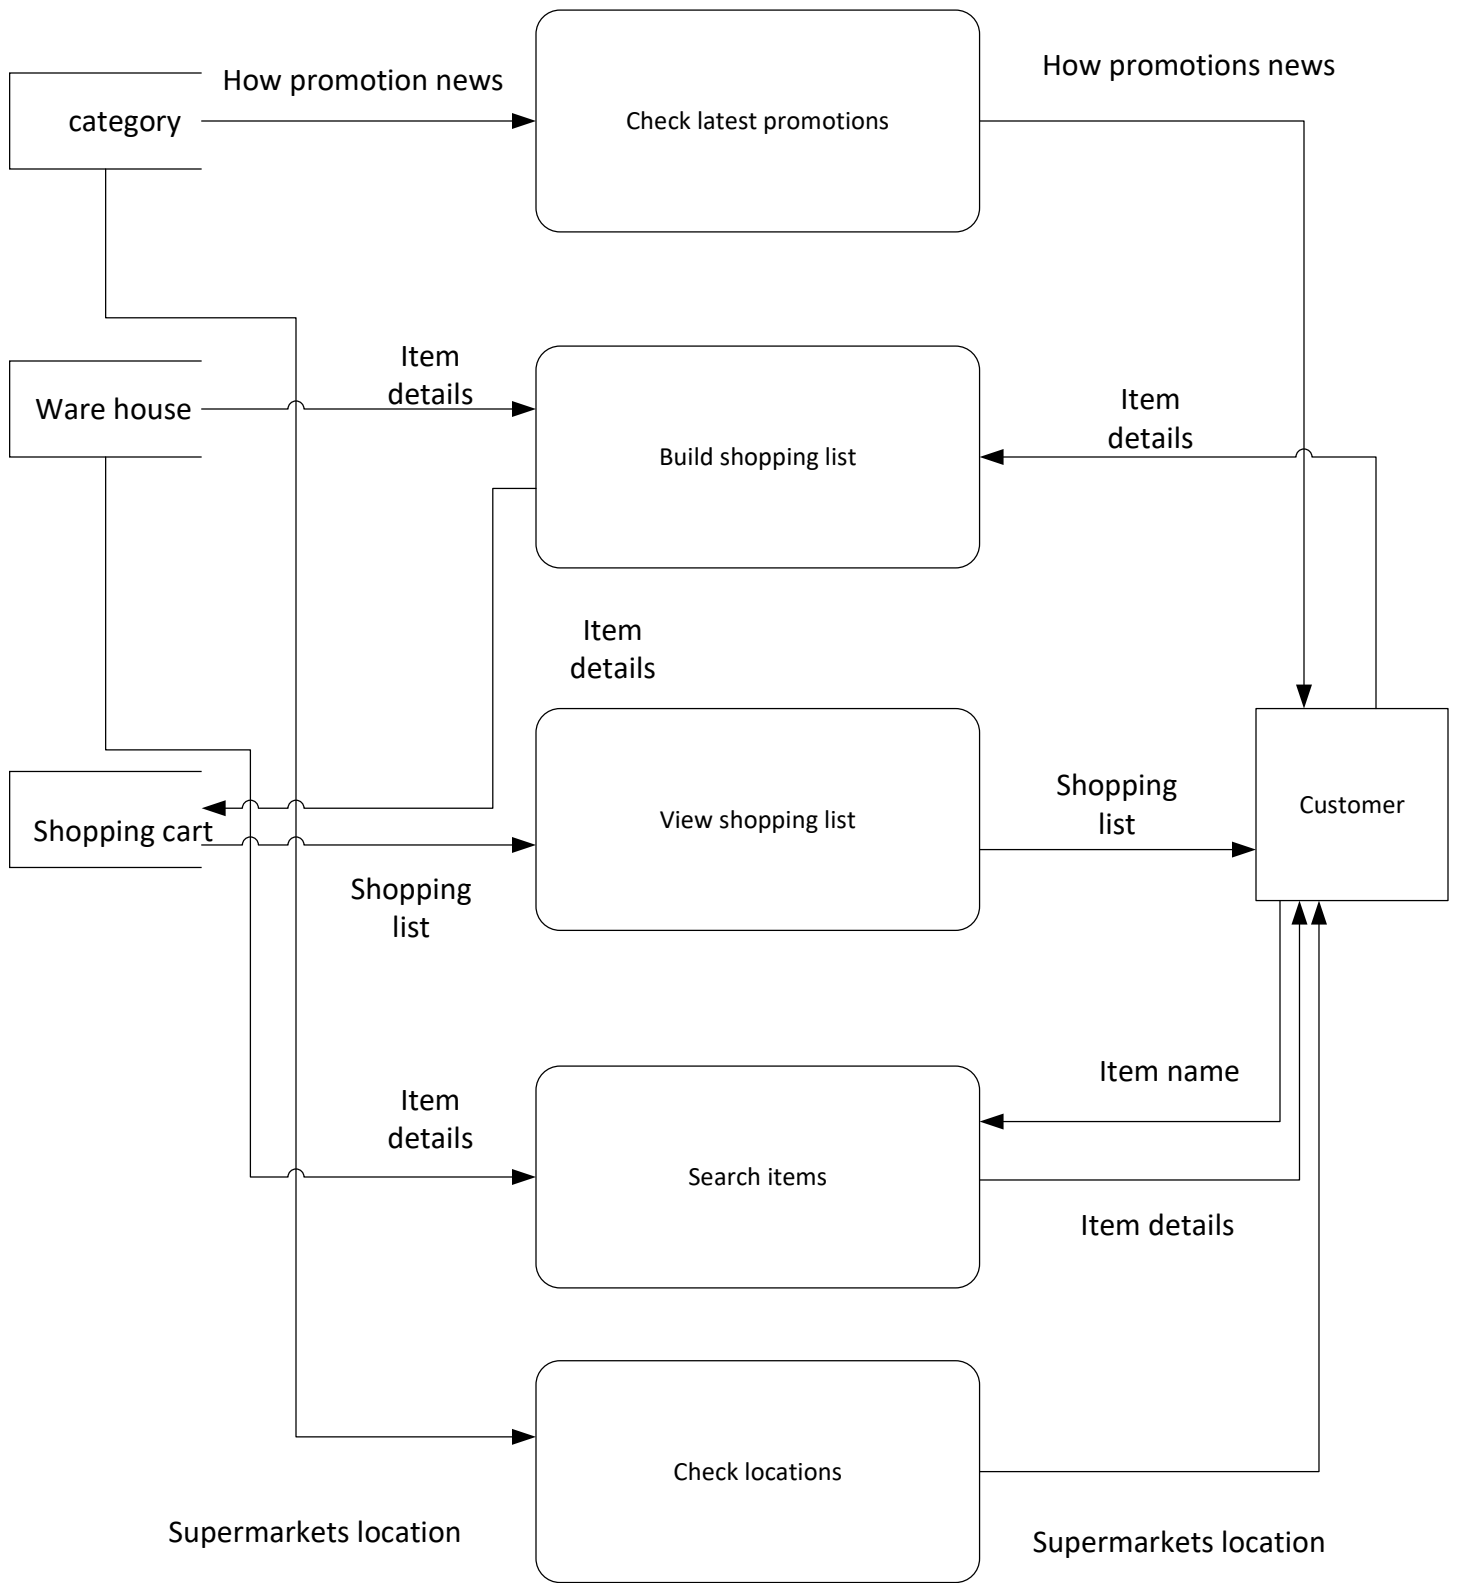 How promotion news
How promotions news
category
Check latest promotions
Item
details
Ware house
Item
details
Build shopping list
Item
details
Shopping cart
View shopping list
Shopping
list
Customer
Shopping
list
Item name
Item
details
Search items
Item details
Check locations
Supermarkets location
Supermarkets location